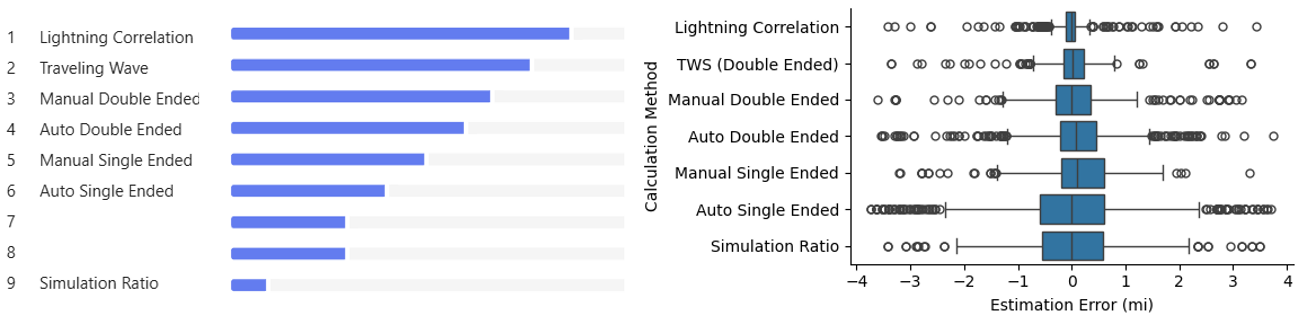 1 Lightning Correlation
2 Traveling Wave
3 Manual Double Ended
4 Auto Double Ended
5 Manual Single Ended
6 Auto Single Ended
7
8
9 Simulation Ratio
Calculation Method
Lightning Correlation
TWS (Double Ended)
Manual Double Ended
Auto Double Ended
Manual Single Ended
Auto Single Ended
Simulation Ratio
−4 −3 −2 −1 0 1 2 3 4
Estimation Error (mi)